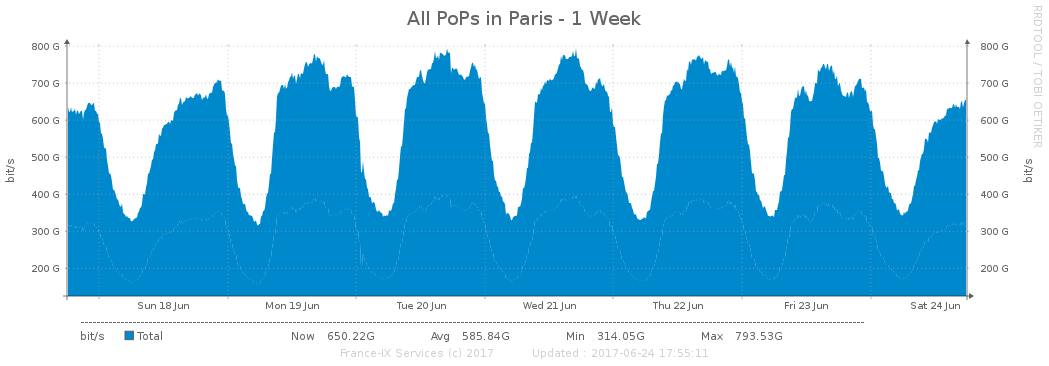 All PoPs in Paris - 1 Week
RRDTOOL / TOBI OETIKER
800 G 800 G
700 G 700 G
600 G 600 G
500 G 500 G
400 G 400 G
300 G 300 G
200 G 200 G
bit/s bit/s
Sun 18 Jun Mon 19 Jun Tue 20 Jun Wed 21 Jun Thu 22 Jun Fri 23 Jun Sat 24 Jun
bit/s Total Now 650.22G Avg 585.84G Min 314.05G Max 793.53G
France-IX Services (c) 2017 Updated : 2017-06-24 17:55:11